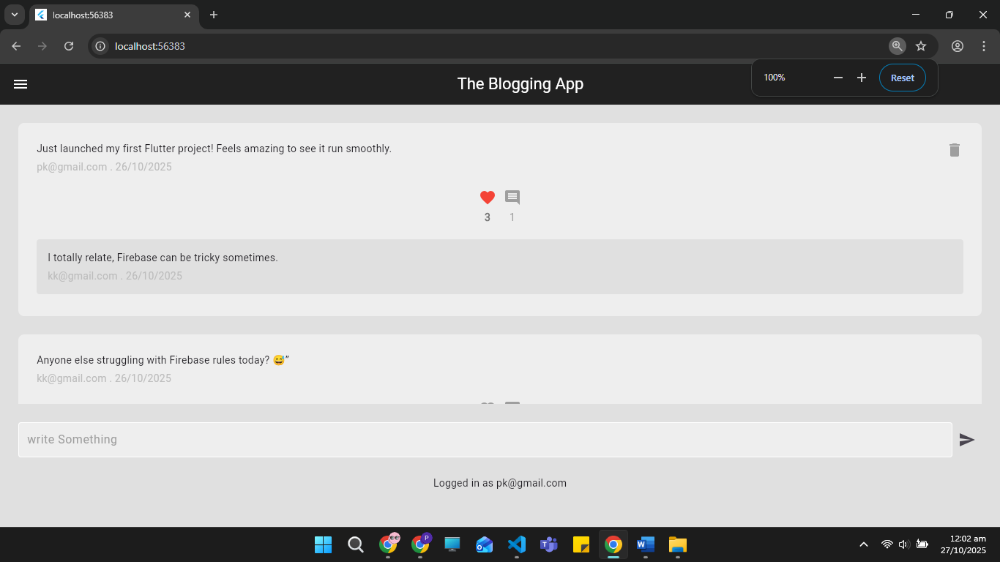 localhost:56383
localhost:56383
100%
Reset
The Blogging App
Just launched my first Flutter project! Feels amazing to see it run smoothly.
pk@gmail.com . 26/10/2025
3 1
I totally relate, Firebase can be tricky sometimes.
kk@gmail.com . 26/10/2025
Anyone else struggling with Firebase rules today? 😅”
kk@gmail.com . 26/10/2025
write Something
Logged in as pk@gmail.com
12:02 am
27/10/2025